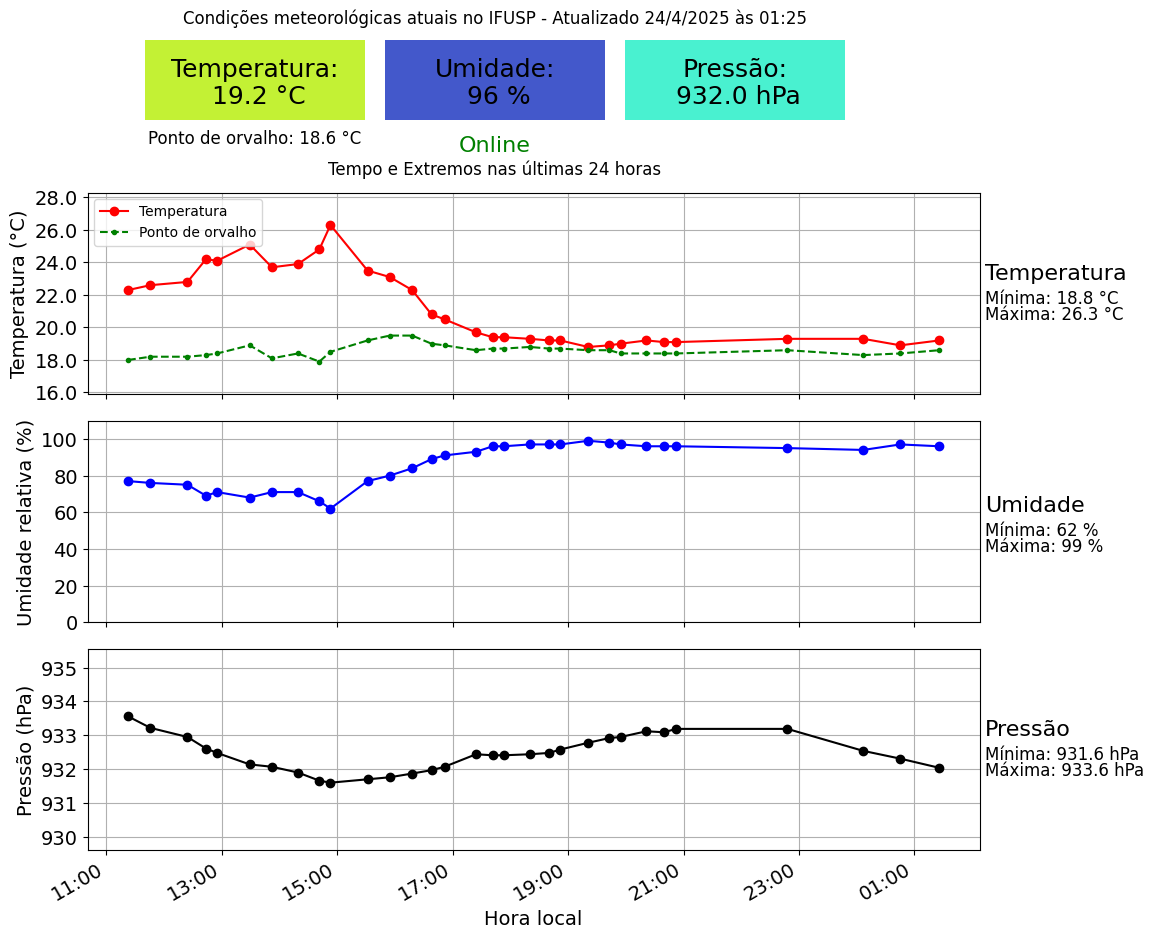 Condições meteorológicas atuais no IFUSP - Atualizado 24/4/2025 às 01:25
Temperatura:
19.2 °C
Umidade:
96 %
Pressão:
932.0 hPa
Ponto de orvalho: 18.6 °C
Online
Tempo e Extremos nas últimas 24 horas
Temperatura (°C)
28.0
26.0
24.0
22.0
20.0
18.0
16.0
Temperatura
Ponto de orvalho
Temperatura
Mínima: 18.8 °C
Máxima: 26.3 °C
Umidade relativa (%)
100
80
60
40
20
0
Umidade
Mínima: 62 %
Máxima: 99 %
Pressão (hPa)
935
934
933
932
931
930
Pressão
Mínima: 931.6 hPa
Máxima: 933.6 hPa
11:00 13:00 15:00 17:00 19:00 21:00 23:00 01:00
Hora local